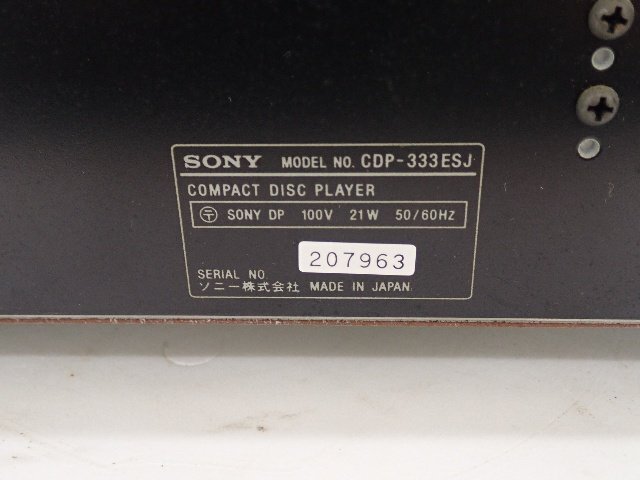 SONY MODEL NO. CDP-333ESJ
COMPACT DISC PLAYER
〶 SONY DP 100V 21W 50/60Hz
207963
SERIAL NO.
ソニー株式会社 MADE IN JAPAN